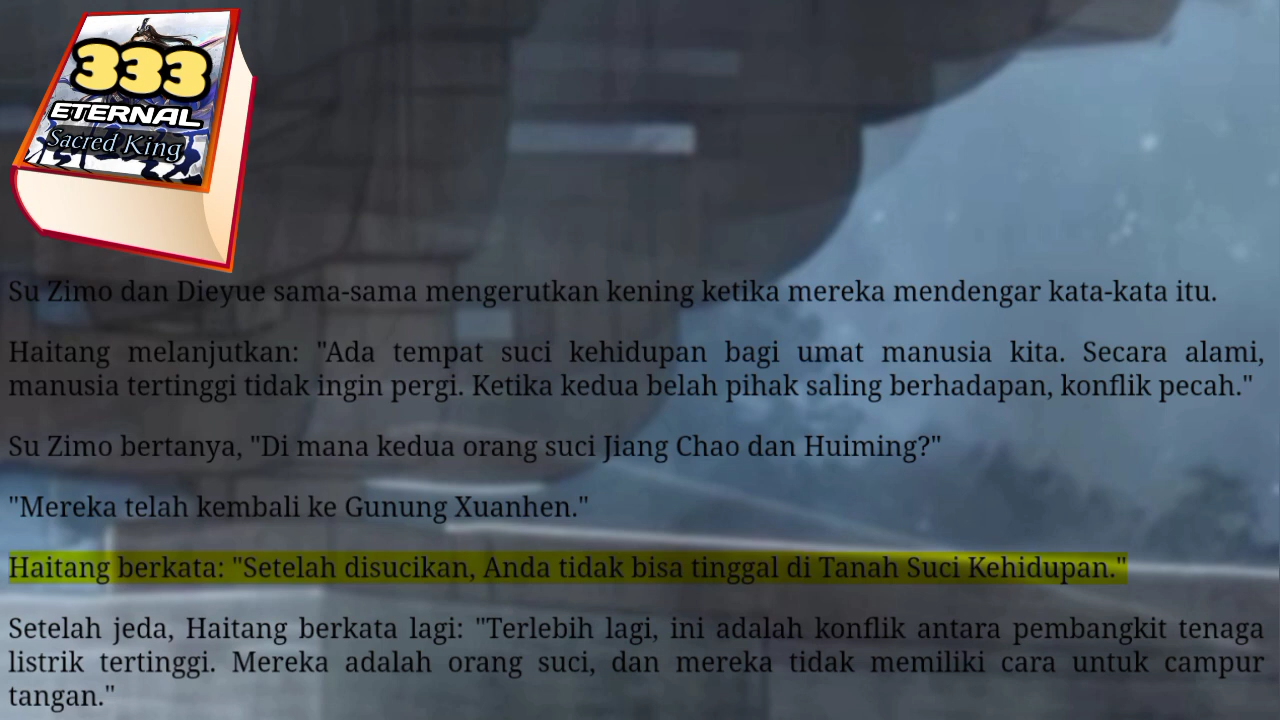 333
ETERNAL
Sacred King
Su Zimo dan Dieyue sama-sama mengerutkan kening ketika mereka mendengar kata-kata itu.
Haitang melanjutkan: "Ada tempat suci kehidupan bagi umat manusia kita. Secara alami,
manusia tertinggi tidak ingin pergi. Ketika kedua belah pihak saling berhadapan, konflik pecah."
Su Zimo bertanya, "Di mana kedua orang suci Jiang Chao dan Huiming?"
"Mereka telah kembali ke Gunung Xuanhen."
Haitang berkata: "Setelah disucikan, Anda tidak bisa tinggal di Tanah Suci Kehidupan."
Setelah jeda, Haitang berkata lagi: "Terlebih lagi, ini adalah konflik antara pembangkit tenaga
listrik tertinggi. Mereka adalah orang suci, dan mereka tidak memiliki cara untuk campur
tangan."